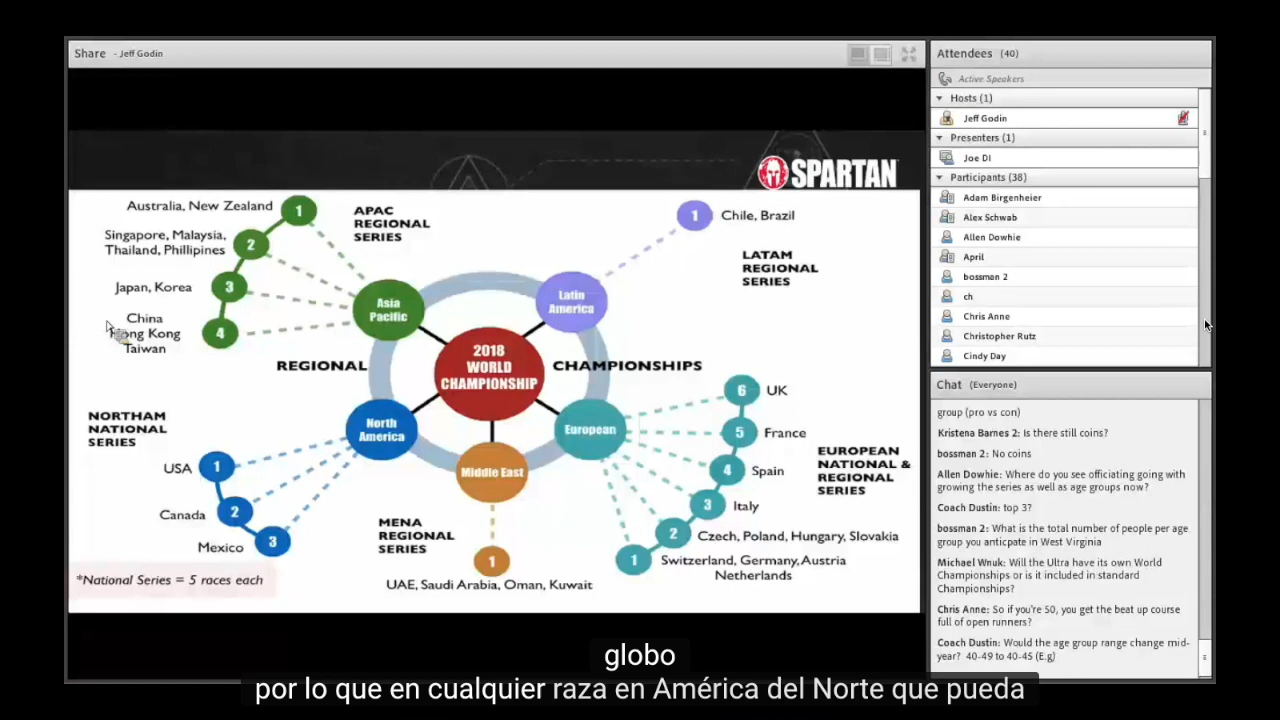 Share - Jeff Godin
SPARTAN
Australia, New Zealand
1
APAC
REGIONAL
SERIES
Singapore, Malaysia,
Thailand, Phillipines
2
Japan, Korea
3
China
Hong Kong
Taiwan
4
Asia
Pacific
1
Chile, Brazil
LATAM
REGIONAL
SERIES
Latin
America
2018
WORLD
CHAMPIONSHIP
REGIONAL
CHAMPIONSHIPS
NORTHAM
NATIONAL
SERIES
North
America
USA
1
Canada
2
Mexico
3
*National Series = 5 races each
Middle East
MENA
REGIONAL
SERIES
1
UAE, Saudi Arabia, Oman, Kuwait
European
6
UK
5
France
4
Spain
3
Italy
2
Czech, Poland, Hungary, Slovakia
1
Switzerland, Germany, Austria
Netherlands
EUROPEAN
NATIONAL &
REGIONAL
SERIES
Attendees (40)
Active Speakers
Hosts (1)
Jeff Godin
Presenters (1)
Joe DI
Participants (38)
Adam Birgenheier
Alex Schwab
Allen Dowhie
April
bossman 2
ch
Chris Anne
Christopher Rutz
Cindy Day
Chat (Everyone)
group (pro vs con)
Kristena Barnes 2: Is there still coins?
bossman 2: No coins
Allen Dowhie: Where do you see officiating going with
growing the series as well as age groups now?
Coach Dustin: top 3?
bossman 2: What is the total number of people per age
group you anticpate in West Virginia
Michael Wnuk: Will the Ultra have its own World
Championships or is it included in standard
Championships?
Chris Anne: So if you're 50, you get the beat up course
full of open runners?
Coach Dustin: Would the age group range change mid-
year? 40-49 to 40-45 (E.g)
globo
por lo que en cualquier raza en América del Norte que pueda